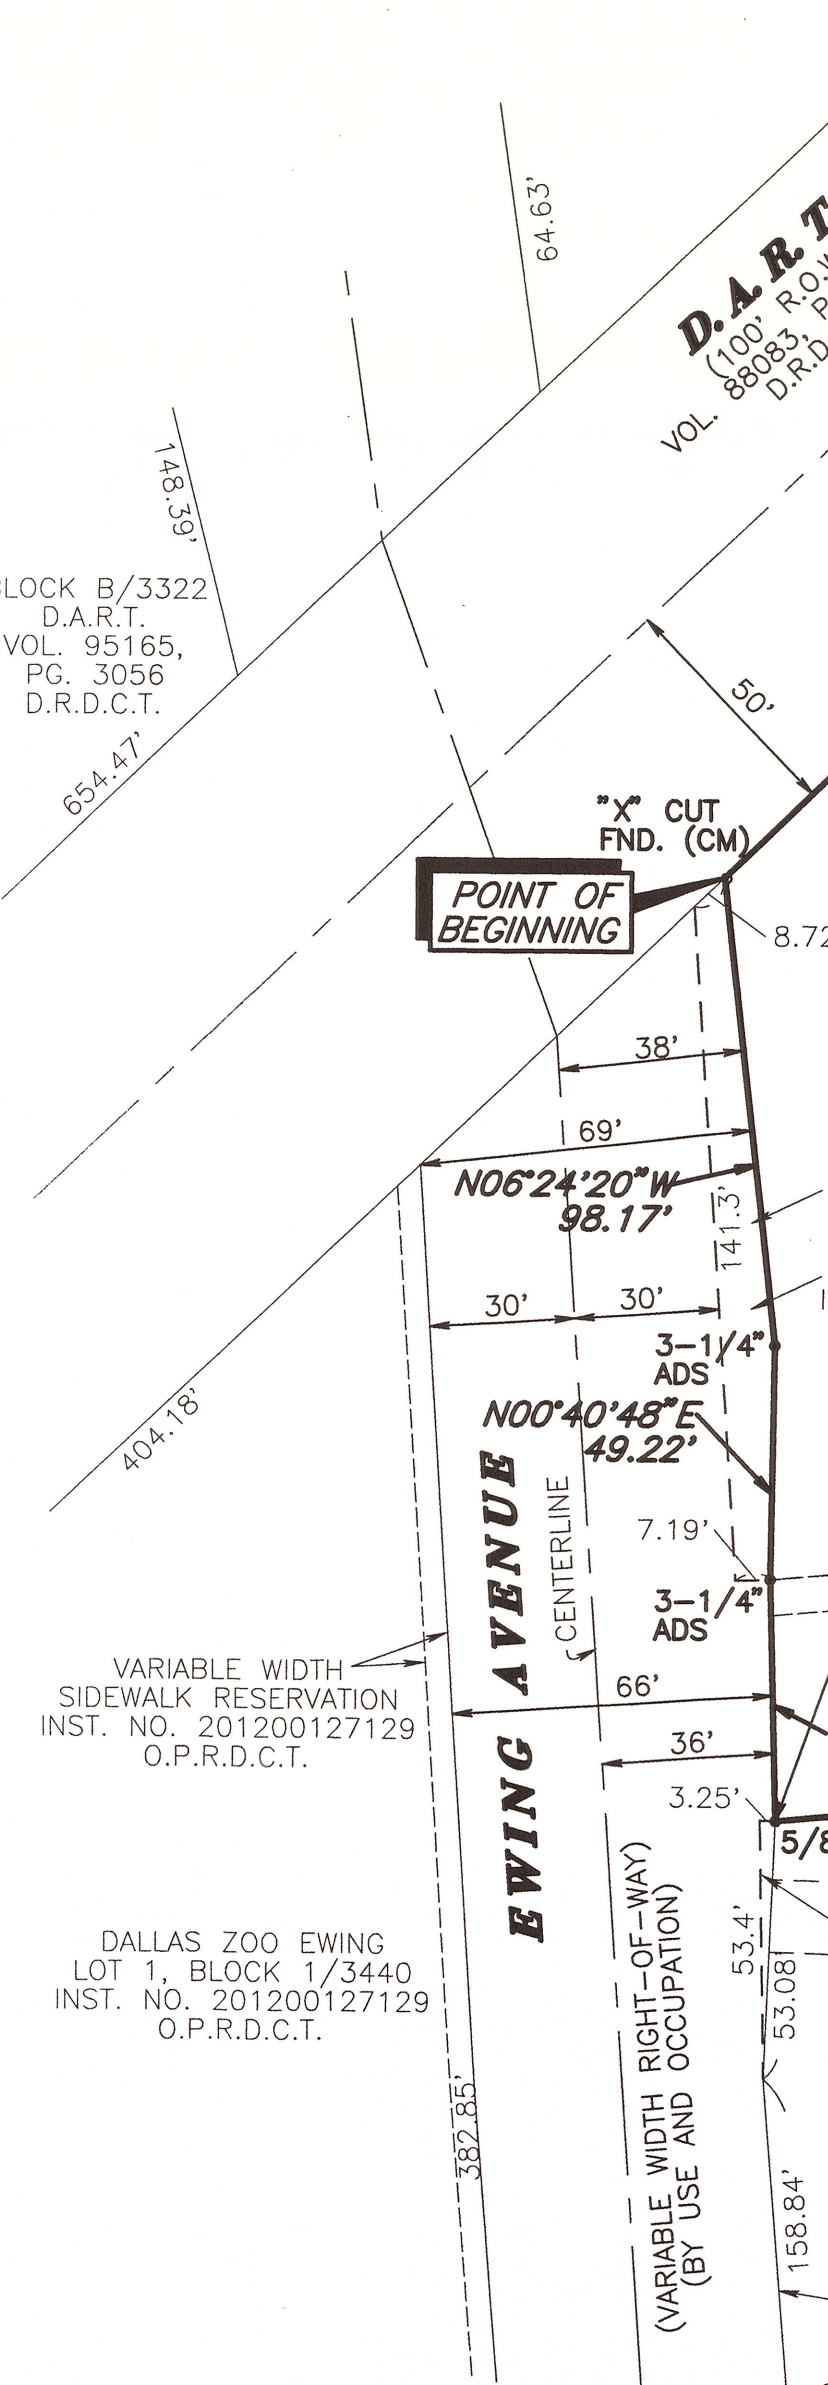 64.63'
D. A. R. T
(100' R.O.
VOL. 88083, P
D.R.D
148.39'
LOCK B/3322
D.A.R.T.
VOL. 95165,
PG. 3056
D.R.D.C.T.
654.47'
50'
"X" CUT
FND. (CM)
POINT OF
BEGINNING
8.72
38'
69'
N06°24'20"W
98.17'
141.3'
30'
30'
3-1/4"
ADS
404.18'
N00°40'48"E
49.22'
EWING AVENUE
CENTERLINE
7.19'
3-1/4"
ADS
VARIABLE WIDTH
SIDEWALK RESERVATION
INST. NO. 201200127129
O.P.R.D.C.T.
66'
36'
3.25'
5/8
(VARIABLE WIDTH RIGHT-OF-WAY)
(BY USE AND OCCUPATION)
53.4'
53.08'
DALLAS ZOO EWING
LOT 1, BLOCK 1/3440
INST. NO. 201200127129
O.P.R.D.C.T.
382.85'
158.84'